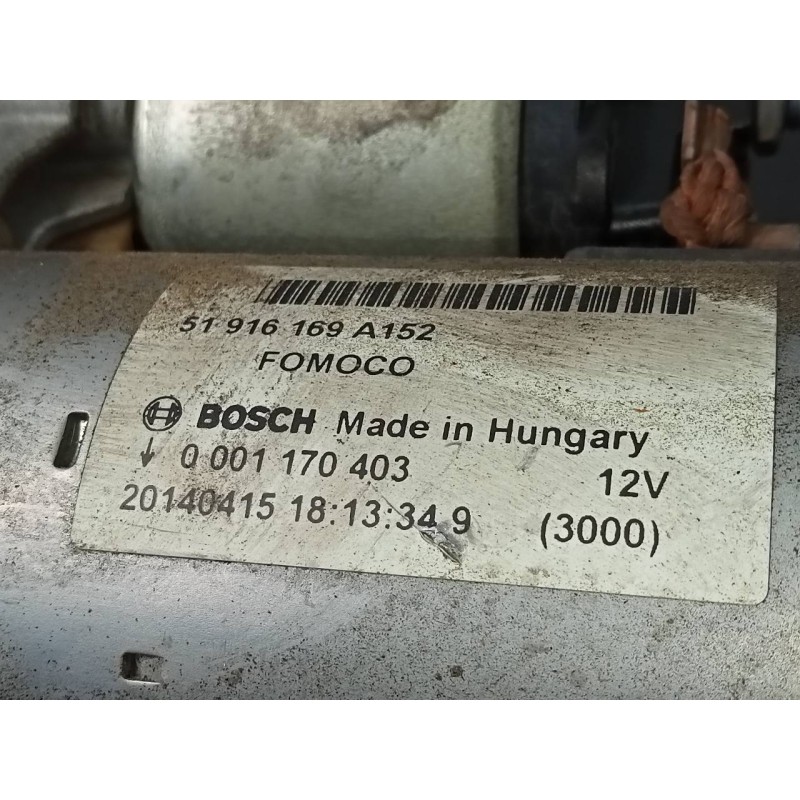 51 916 169 A152
FOMOCO
BOSCH Made in Hungary
↓ 0 001 170 403 12V
20140415 18:13:34 9 (3000)